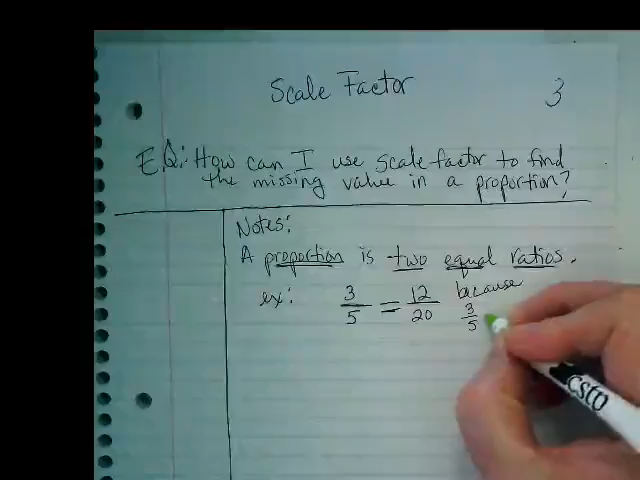 Scale Factor 3
EQ: How can I use scale factor to find
the missing value in a proportion?
Notes:
A proportion is two equal ratios.
ex: 3/5 = 12/20 because
3/5